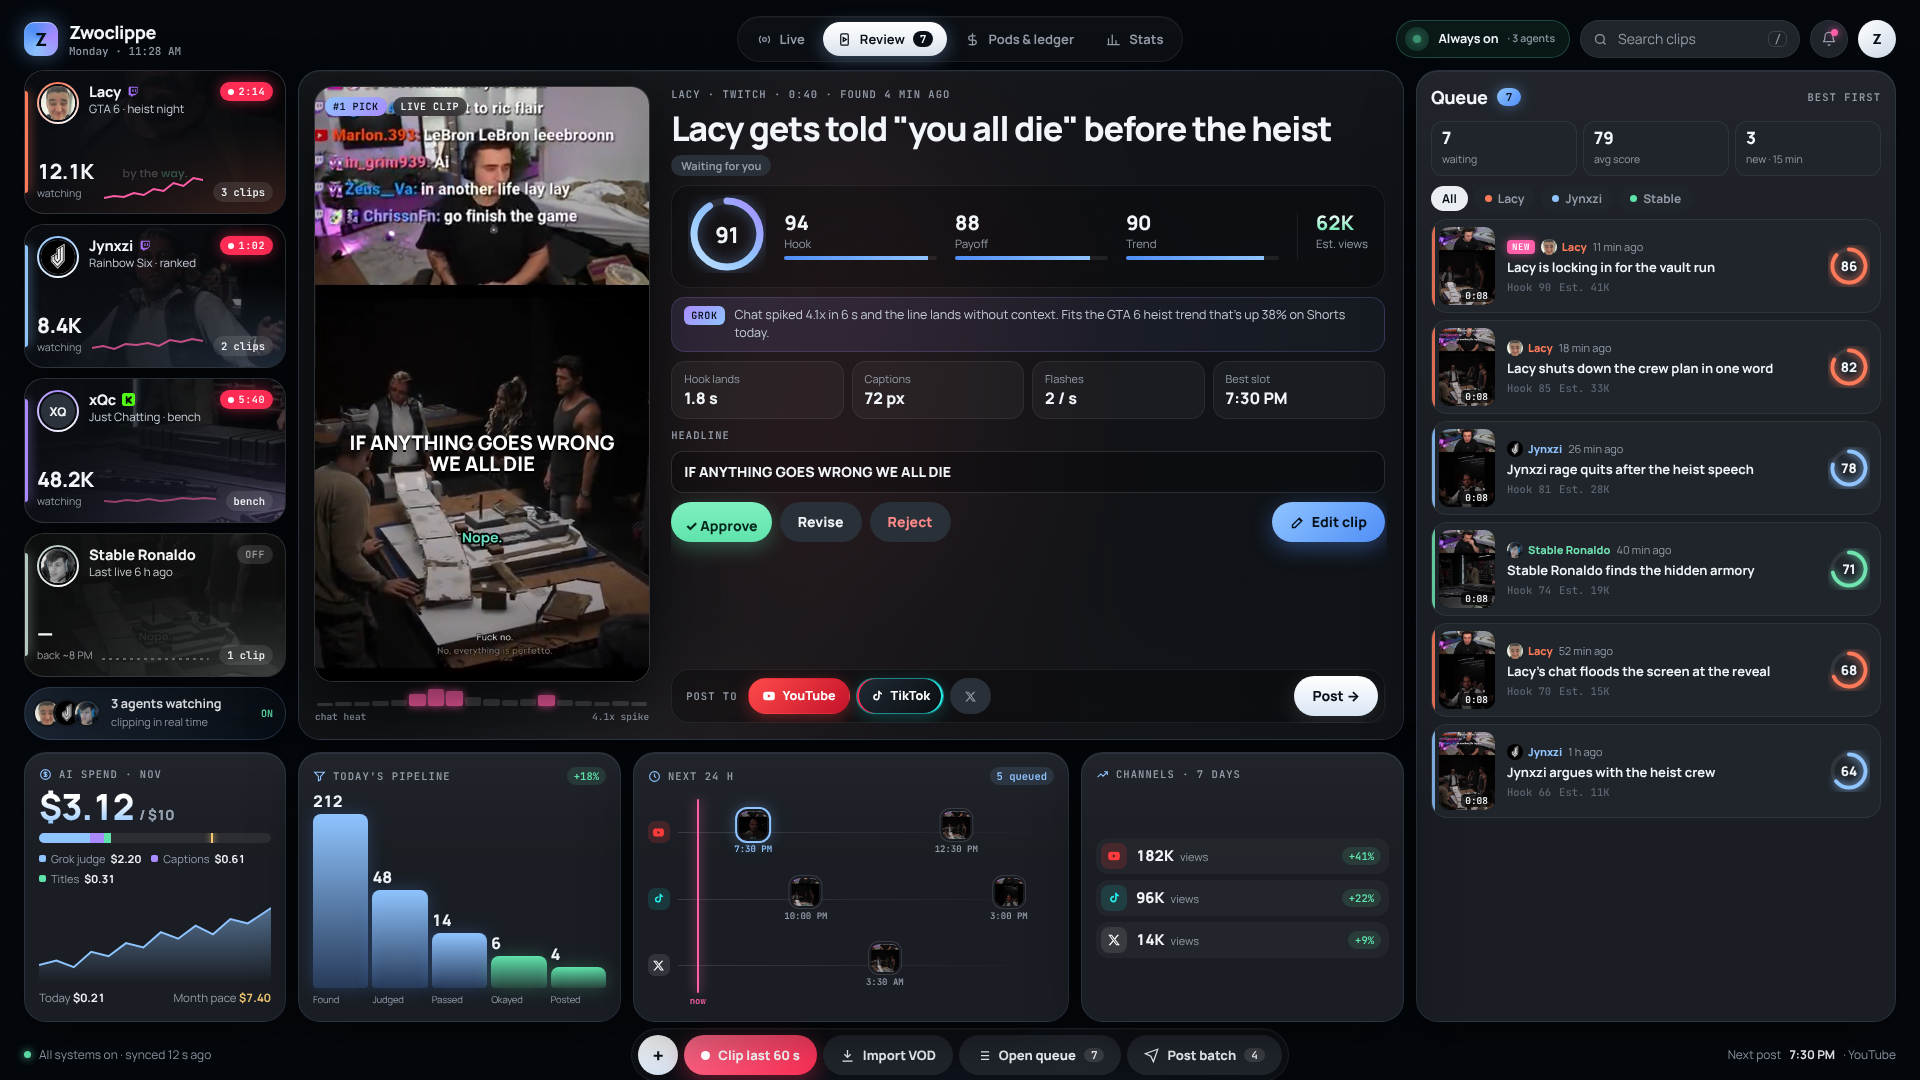 Z
Zwoclippe
Monday · 11:28 AM
Live
Review 7
Pods & ledger
Stats
Always on · 3 agents
Search clips /
Z
Lacy
GTA 6 · heist night
2:14
12.1K
watching
by the way.
3 clips
Jynxzi
Rainbow Six · ranked
1:02
8.4K
watching
2 clips
XQ
xQc
Just Chatting · bench
5:40
48.2K
watching
bench
Stable Ronaldo
Last live 6 h ago
OFF
–
Nope.
back ~8 PM
1 clip
3 agents watching
clipping in real time
ON
#1 PICK
LIVE CLIP
t to ric flair
Marlon.393: LeBron LeBron leeebroonn
in_grim939: Ai
Zeus__Va: in another life lay lay
ChrissnFn: go finish the game
IF ANYTHING GOES WRONG
WE ALL DIE
Nope.
Fuck no.
No, everything is perfetto.
chat heat
4.1x spike
LACY · TWITCH · 0:40 · FOUND 4 MIN AGO
Lacy gets told "you all die" before the heist
Waiting for you
91
94
Hook
88
Payoff
90
Trend
62K
Est. views
GROK
Chat spiked 4.1x in 6 s and the line lands without context. Fits the GTA 6 heist trend that's up 38% on Shorts
today.
Hook lands
1.8 s
Captions
72 px
Flashes
2 / s
Best slot
7:30 PM
HEADLINE
IF ANYTHING GOES WRONG WE ALL DIE
✓ Approve
Revise
Reject
Edit clip
POST TO
YouTube
TikTok
X
Post →
Queue 7
BEST FIRST
7
waiting
79
avg score
3
new · 15 min
All
Lacy
Jynxzi
Stable
NEW Lacy 11 min ago
Lacy is locking in for the vault run
Hook 90 Est. 41K
0:08
86
Lacy 18 min ago
Lacy shuts down the crew plan in one word
Hook 85 Est. 33K
0:08
82
Jynxzi 26 min ago
Jynxzi rage quits after the heist speech
Hook 81 Est. 28K
0:08
78
Stable Ronaldo 40 min ago
Stable Ronaldo finds the hidden armory
Hook 74 Est. 19K
0:08
71
Lacy 52 min ago
Lacy's chat floods the screen at the reveal
Hook 70 Est. 15K
0:08
68
Jynxzi 1 h ago
Jynxzi argues with the heist crew
Hook 66 Est. 11K
0:08
64
AI SPEND · NOV
$3.12 / $10
Grok judge $2.20 Captions $0.61
Titles $0.31
Today $0.21
Month pace $7.40
TODAY'S PIPELINE
+18%
212
48
14
6
4
Found
Judged
Passed
Okayed
Posted
NEXT 24 H
5 queued
7:30 PM
12:30 PM
10:00 PM
3:00 PM
X
3:30 AM
now
CHANNELS · 7 DAYS
182K views +41%
96K views +22%
X 14K views +9%
All systems on · synced 12 s ago
+
Clip last 60 s
Import VOD
Open queue 7
Post batch 4
Next post 7:30 PM · YouTube